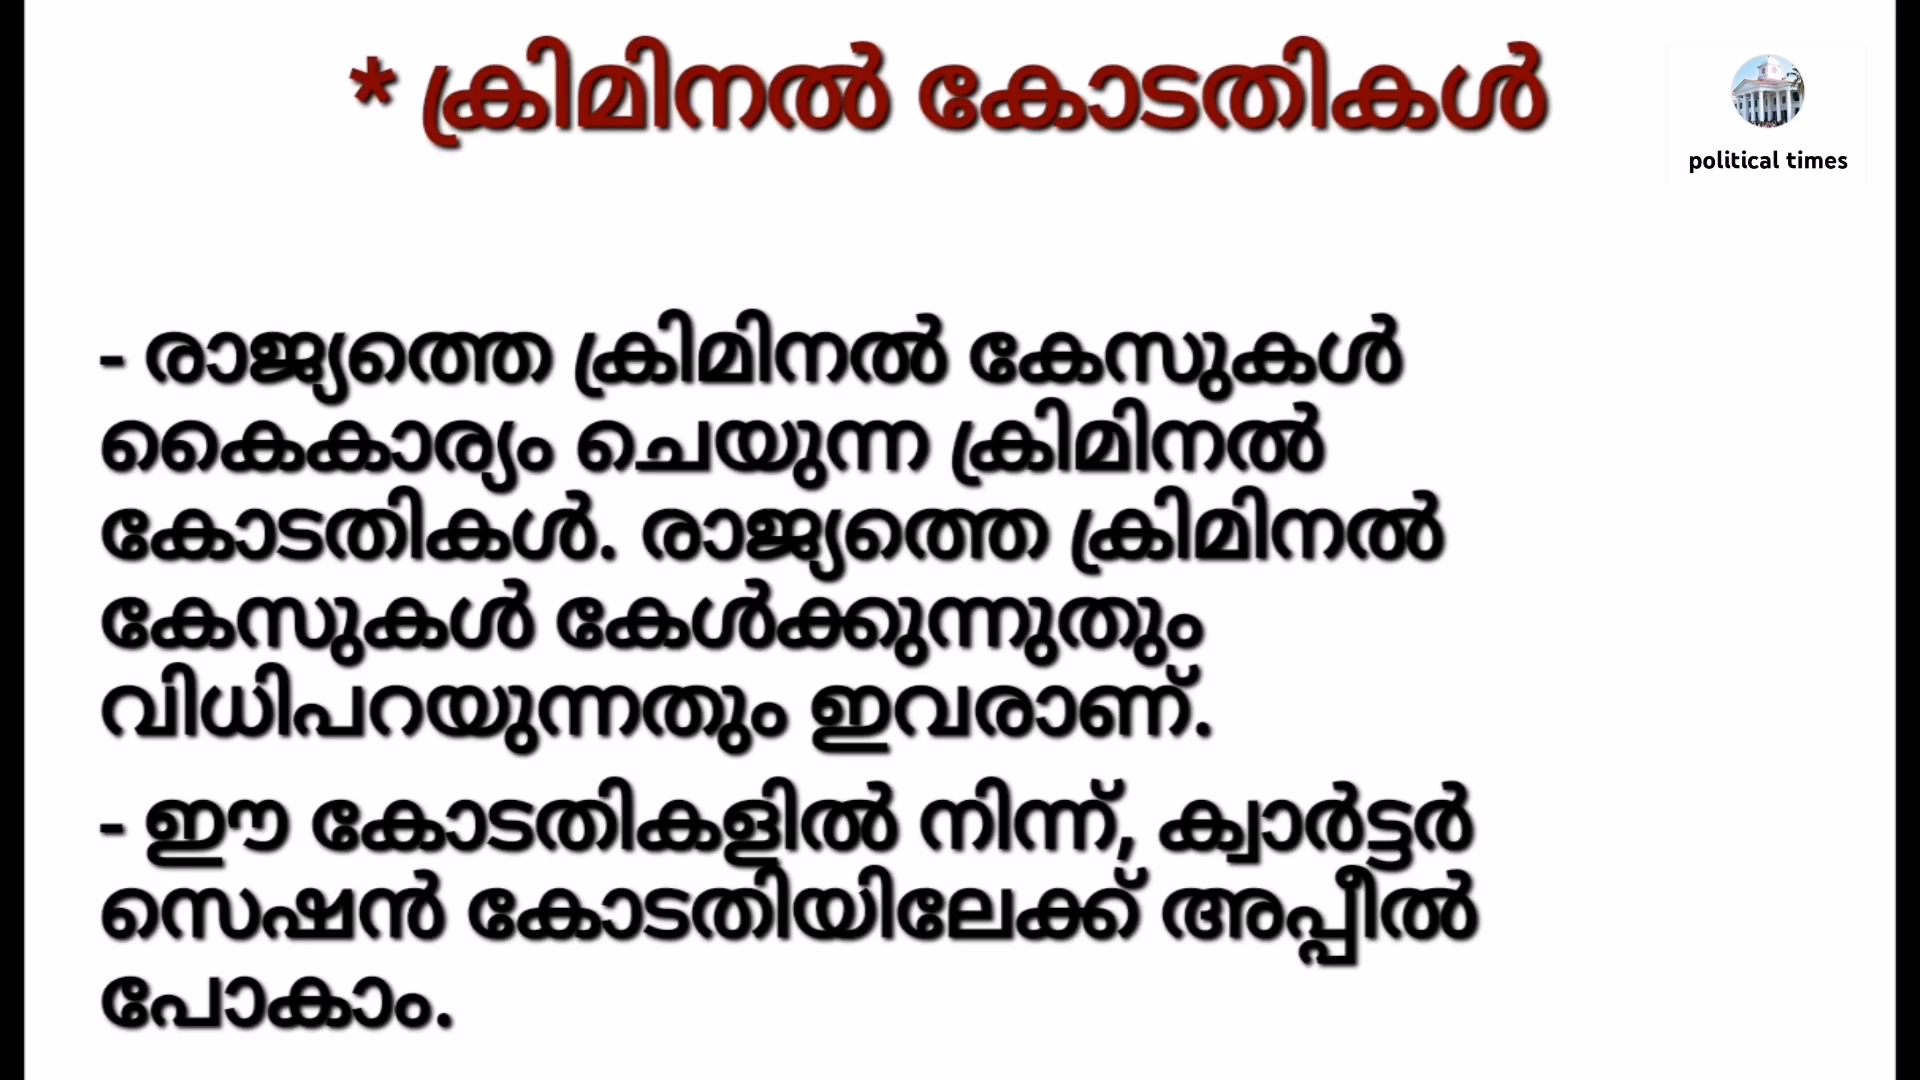 * ക്രിമിനൽ കോടതികൾ
political times
- രാജ്യത്തെ ക്രിമിനൽ കേസുകൾ
കൈകാര്യം ചെയുന്ന ക്രിമിനൽ
കോടതികൾ. രാജ്യത്തെ ക്രിമിനൽ
കേസുകൾ കേൾക്കുന്നുതും
വിധിപറയുന്നതും ഇവരാണ്.
- ഈ കോടതികളിൽ നിന്ന്, ക്വാർട്ടർ
സെഷൻ കോടതിയിലേക്ക് അപ്പീൽ
പോകാം.